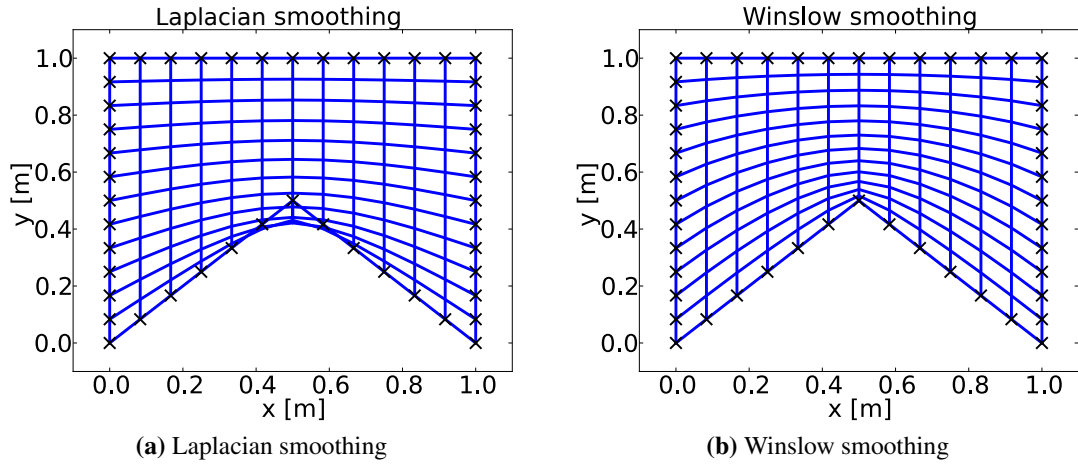 Laplacian smoothing
1.0
0.8
0.6
0.4
0.2
0.0
y [m]
0.0 0.2 0.4 0.6 0.8 1.0
x [m]
(a) Laplacian smoothing
Winslow smoothing
1.0
0.8
0.6
0.4
0.2
0.0
y [m]
0.0 0.2 0.4 0.6 0.8 1.0
x [m]
(b) Winslow smoothing